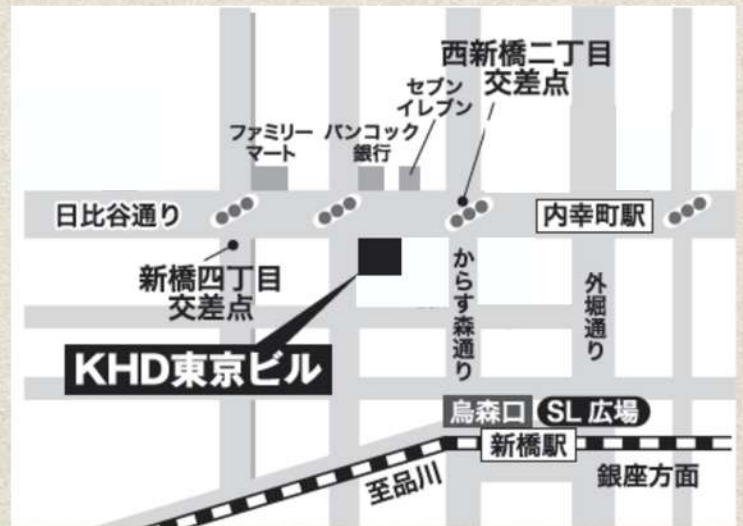 西新橋二丁目
交差点
セブン
イレブン
ファミリー
マート
バンコック
銀行
日比谷通り
内幸町駅
新橋四丁目
交差点
からす森通り
外堀通り
KHD東京ビル
烏森口
SL 広場
新橋駅
至品川
銀座方面